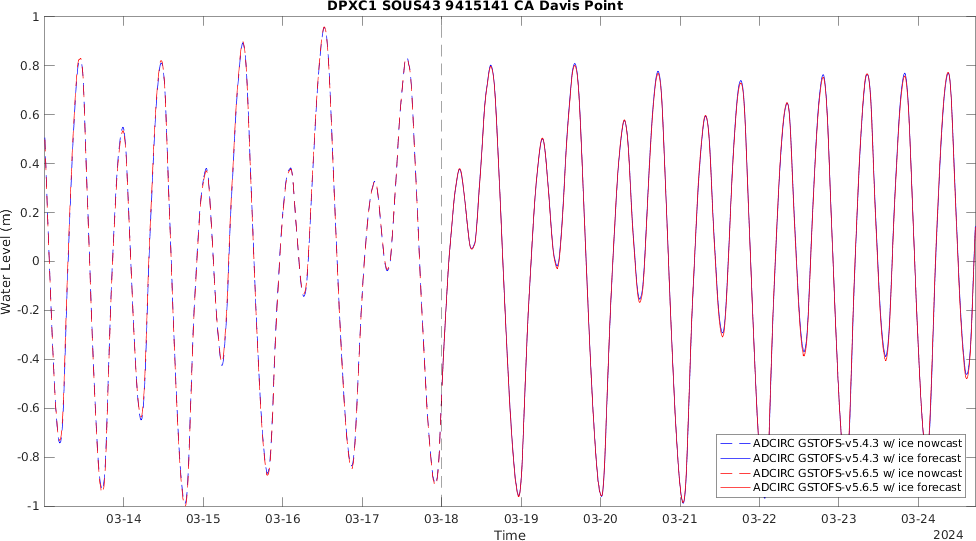 DPXC1 SOUS43 9415141 CA Davis Point
Water Level (m)
1
0.8
0.6
0.4
0.2
0
-0.2
-0.4
-0.6
-0.8
-1
ADCIRC GSTOFS-v5.4.3 w/ ice nowcast
ADCIRC GSTOFS-v5.4.3 w/ ice forecast
ADCIRC GSTOFS-v5.6.5 w/ ice nowcast
ADCIRC GSTOFS-v5.6.5 w/ ice forecast
03-14 03-15 03-16 03-17 03-18 03-19 03-20 03-21 03-22 03-23 03-24
Time
2024